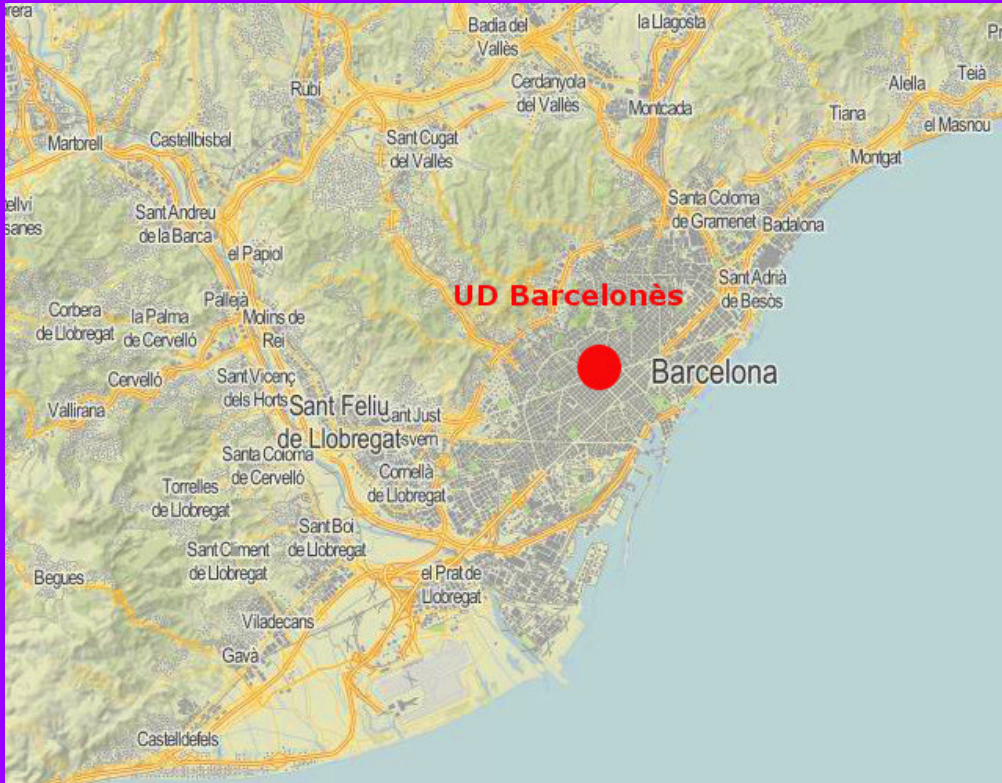 rera
Badia del
Vallès
la Llagosta
Rubí
Cerdanyola
del Vallès
Montcada
Alella
Teià
Tiana
el Masnou
Martorell
Castellbisbal
Sant Cugat
del Vallès
Montgat
ellví
sanes
Sant Andreu
de la Barca
Santa Coloma
de Gramenet
Badalona
el Papiol
Sant Adrià
de Besòs
UD Barcelonès
Pallejà
Corbera
de Llobregat
la Palma
de Cervelló
Molins de
Rei
Cervelló
Barcelona
Vallirana
Sant Vicenç
dels Horts
Sant Feliu
de Llobregat
Sant Just
svern
Santa Coloma
de Cervelló
Cornellà
de Llobregat
Torrelles
de Llobregat
Sant Boi
de Llobregat
Sant Climent
de Llobregat
Begues
el Prat de
Llobregat
Viladecans
Gavà
Castelldefels